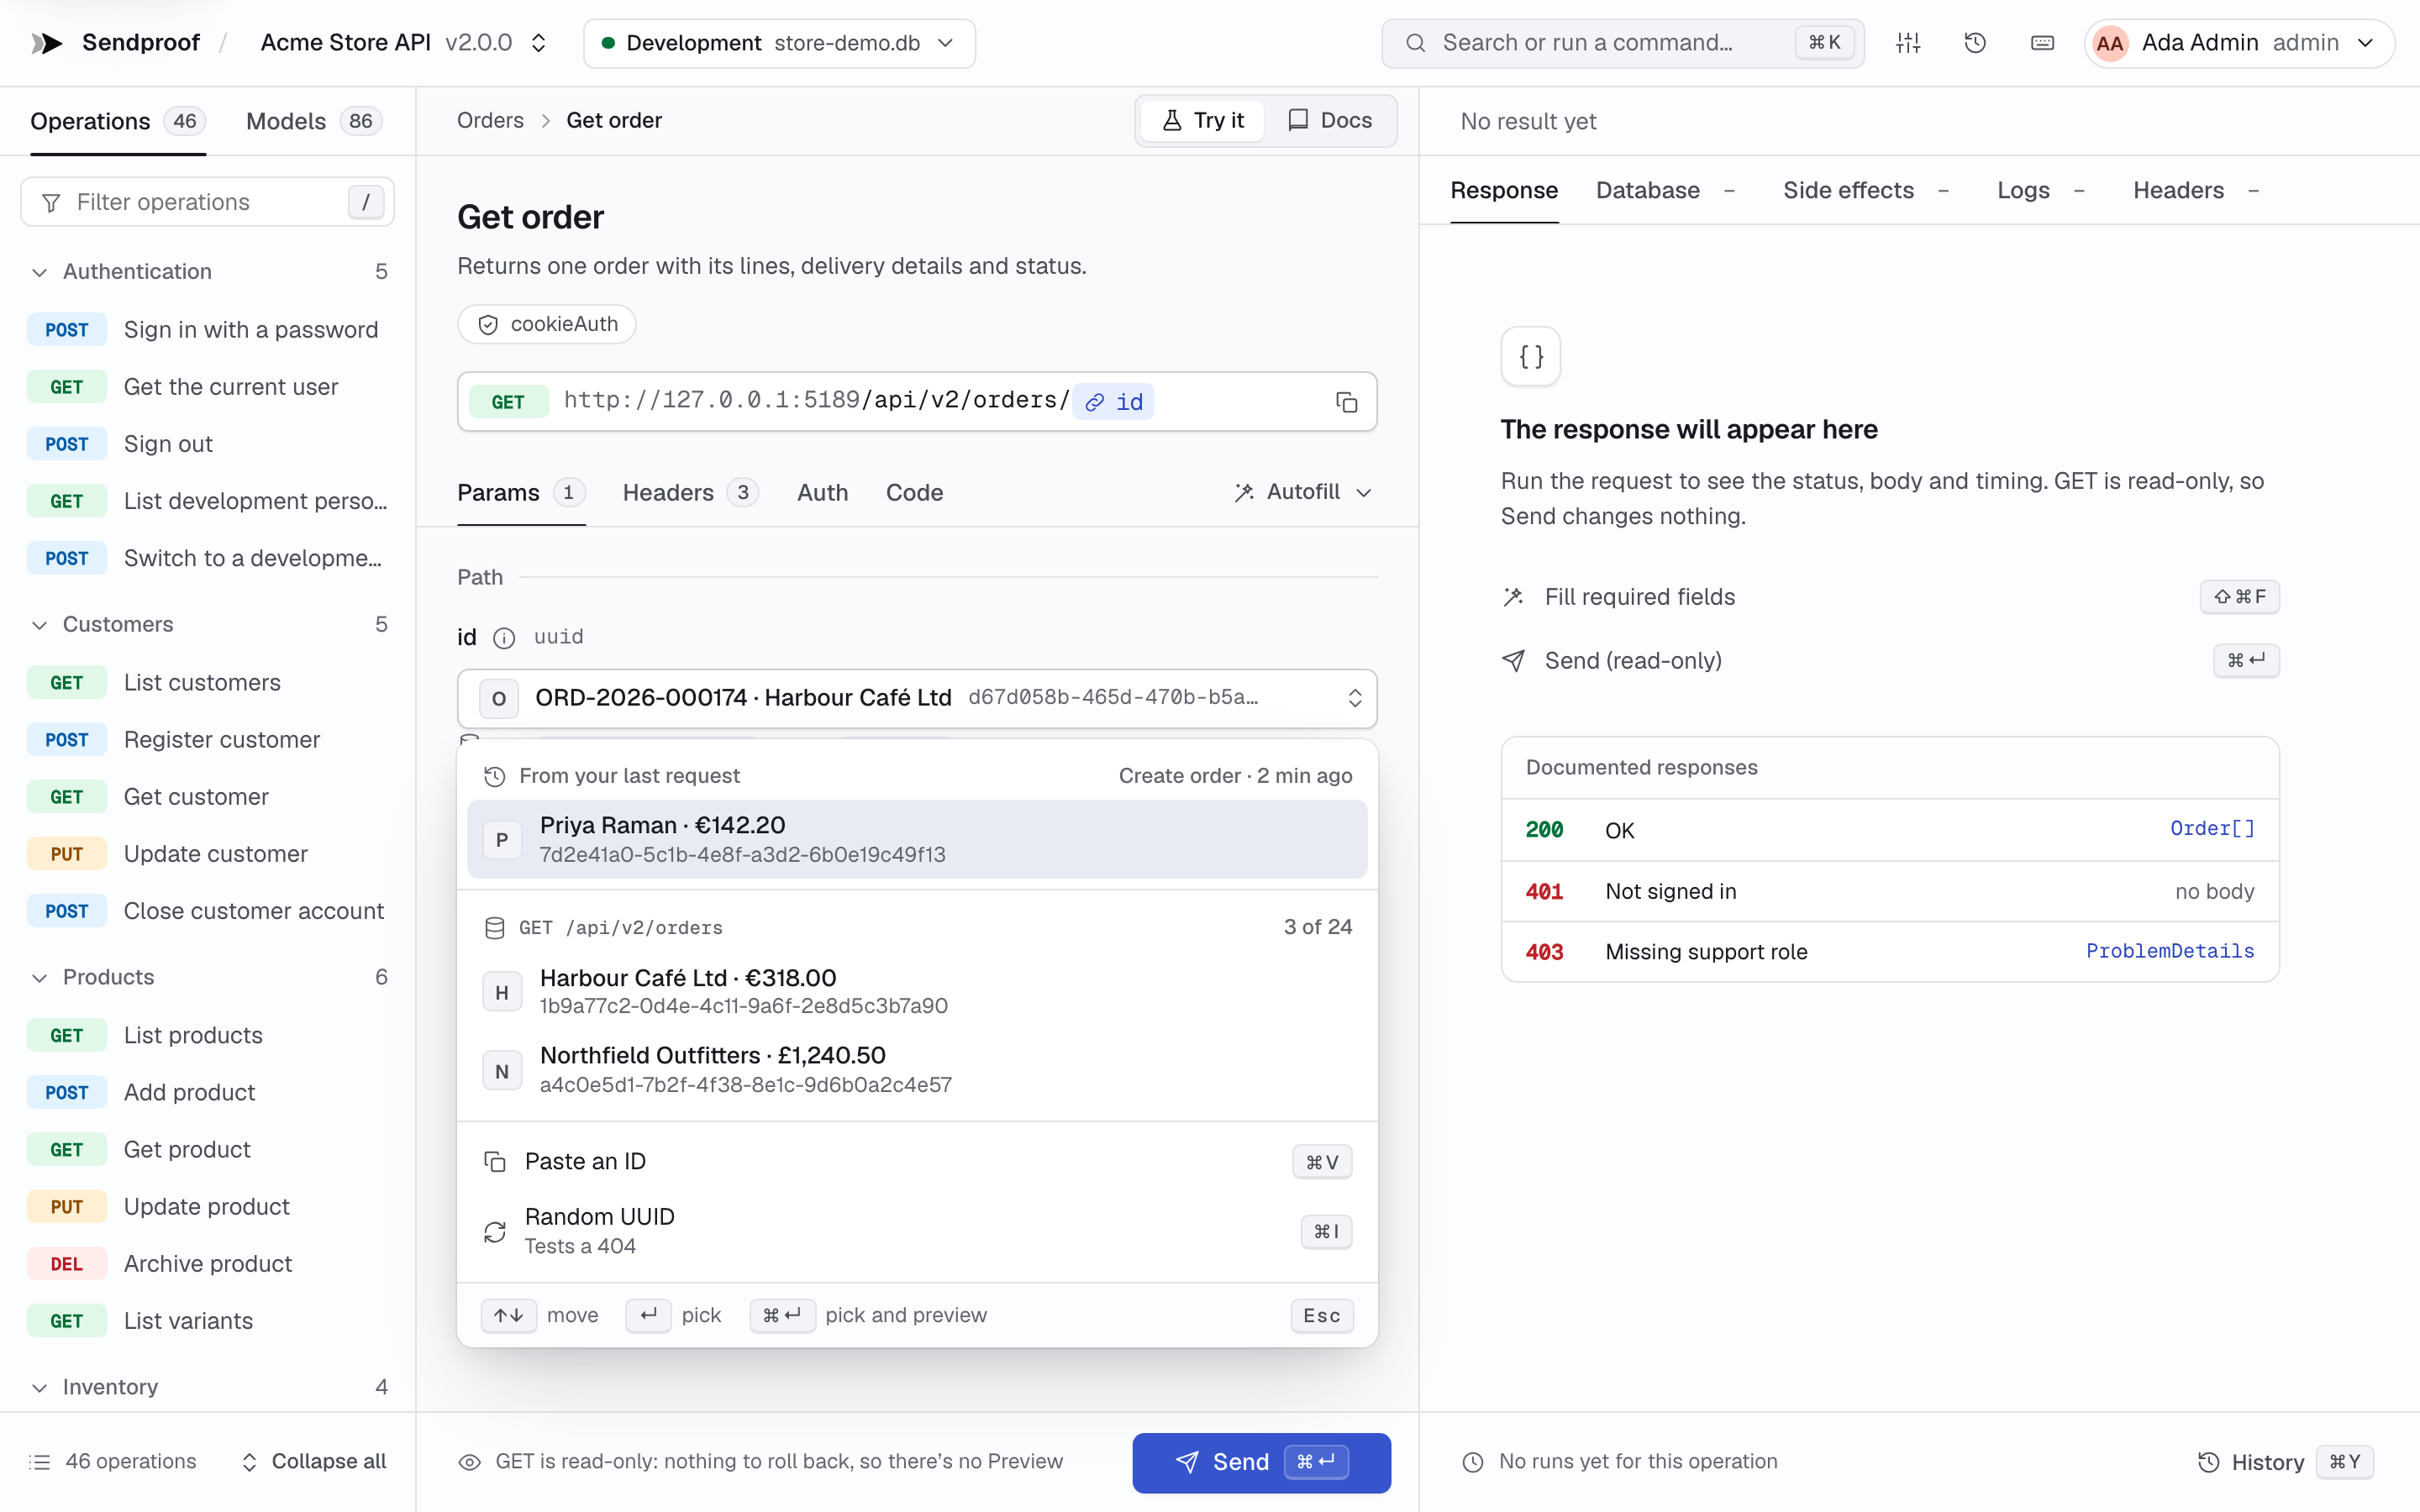 Sendproof / Acme Store API v2.0.0
Development store-demo.db
Search or run a command… ⌘K
AA Ada Admin admin
Operations 46
Models 86
Filter operations /
Authentication 5
POST Sign in with a password
GET Get the current user
POST Sign out
GET List development perso…
POST Switch to a developme…
Customers 5
GET List customers
POST Register customer
GET Get customer
PUT Update customer
POST Close customer account
Products 6
GET List products
POST Add product
GET Get product
PUT Update product
DEL Archive product
GET List variants
Inventory 4
46 operations
Collapse all
Orders > Get order
Try it
Docs
Get order
Returns one order with its lines, delivery details and status.
cookieAuth
GET http://127.0.0.1:5189/api/v2/orders/ id
Params 1
Headers 3
Auth
Code
Autofill
Path
id uuid
O ORD-2026-000174 · Harbour Café Ltd d67d058b-465d-470b-b5a…
From your last request
Create order · 2 min ago
P Priya Raman · €142.20
7d2e41a0-5c1b-4e8f-a3d2-6b0e19c49f13
GET /api/v2/orders
3 of 24
H Harbour Café Ltd · €318.00
1b9a77c2-0d4e-4c11-9a6f-2e8d5c3b7a90
N Northfield Outfitters · £1,240.50
a4c0e5d1-7b2f-4f38-8e1c-9d6b0a2c4e57
Paste an ID ⌘V
Random UUID ⌘I
Tests a 404
↑↓ move ↵ pick ⌘↵ pick and preview Esc
GET is read-only: nothing to roll back, so there’s no Preview
Send ⌘↵
No result yet
Response
Database –
Side effects –
Logs –
Headers –
{}
The response will appear here
Run the request to see the status, body and timing. GET is read-only, so
Send changes nothing.
Fill required fields ⇧⌘F
Send (read-only) ⌘↵
Documented responses
200 OK Order[]
401 Not signed in no body
403 Missing support role ProblemDetails
No runs yet for this operation
History ⌘Y